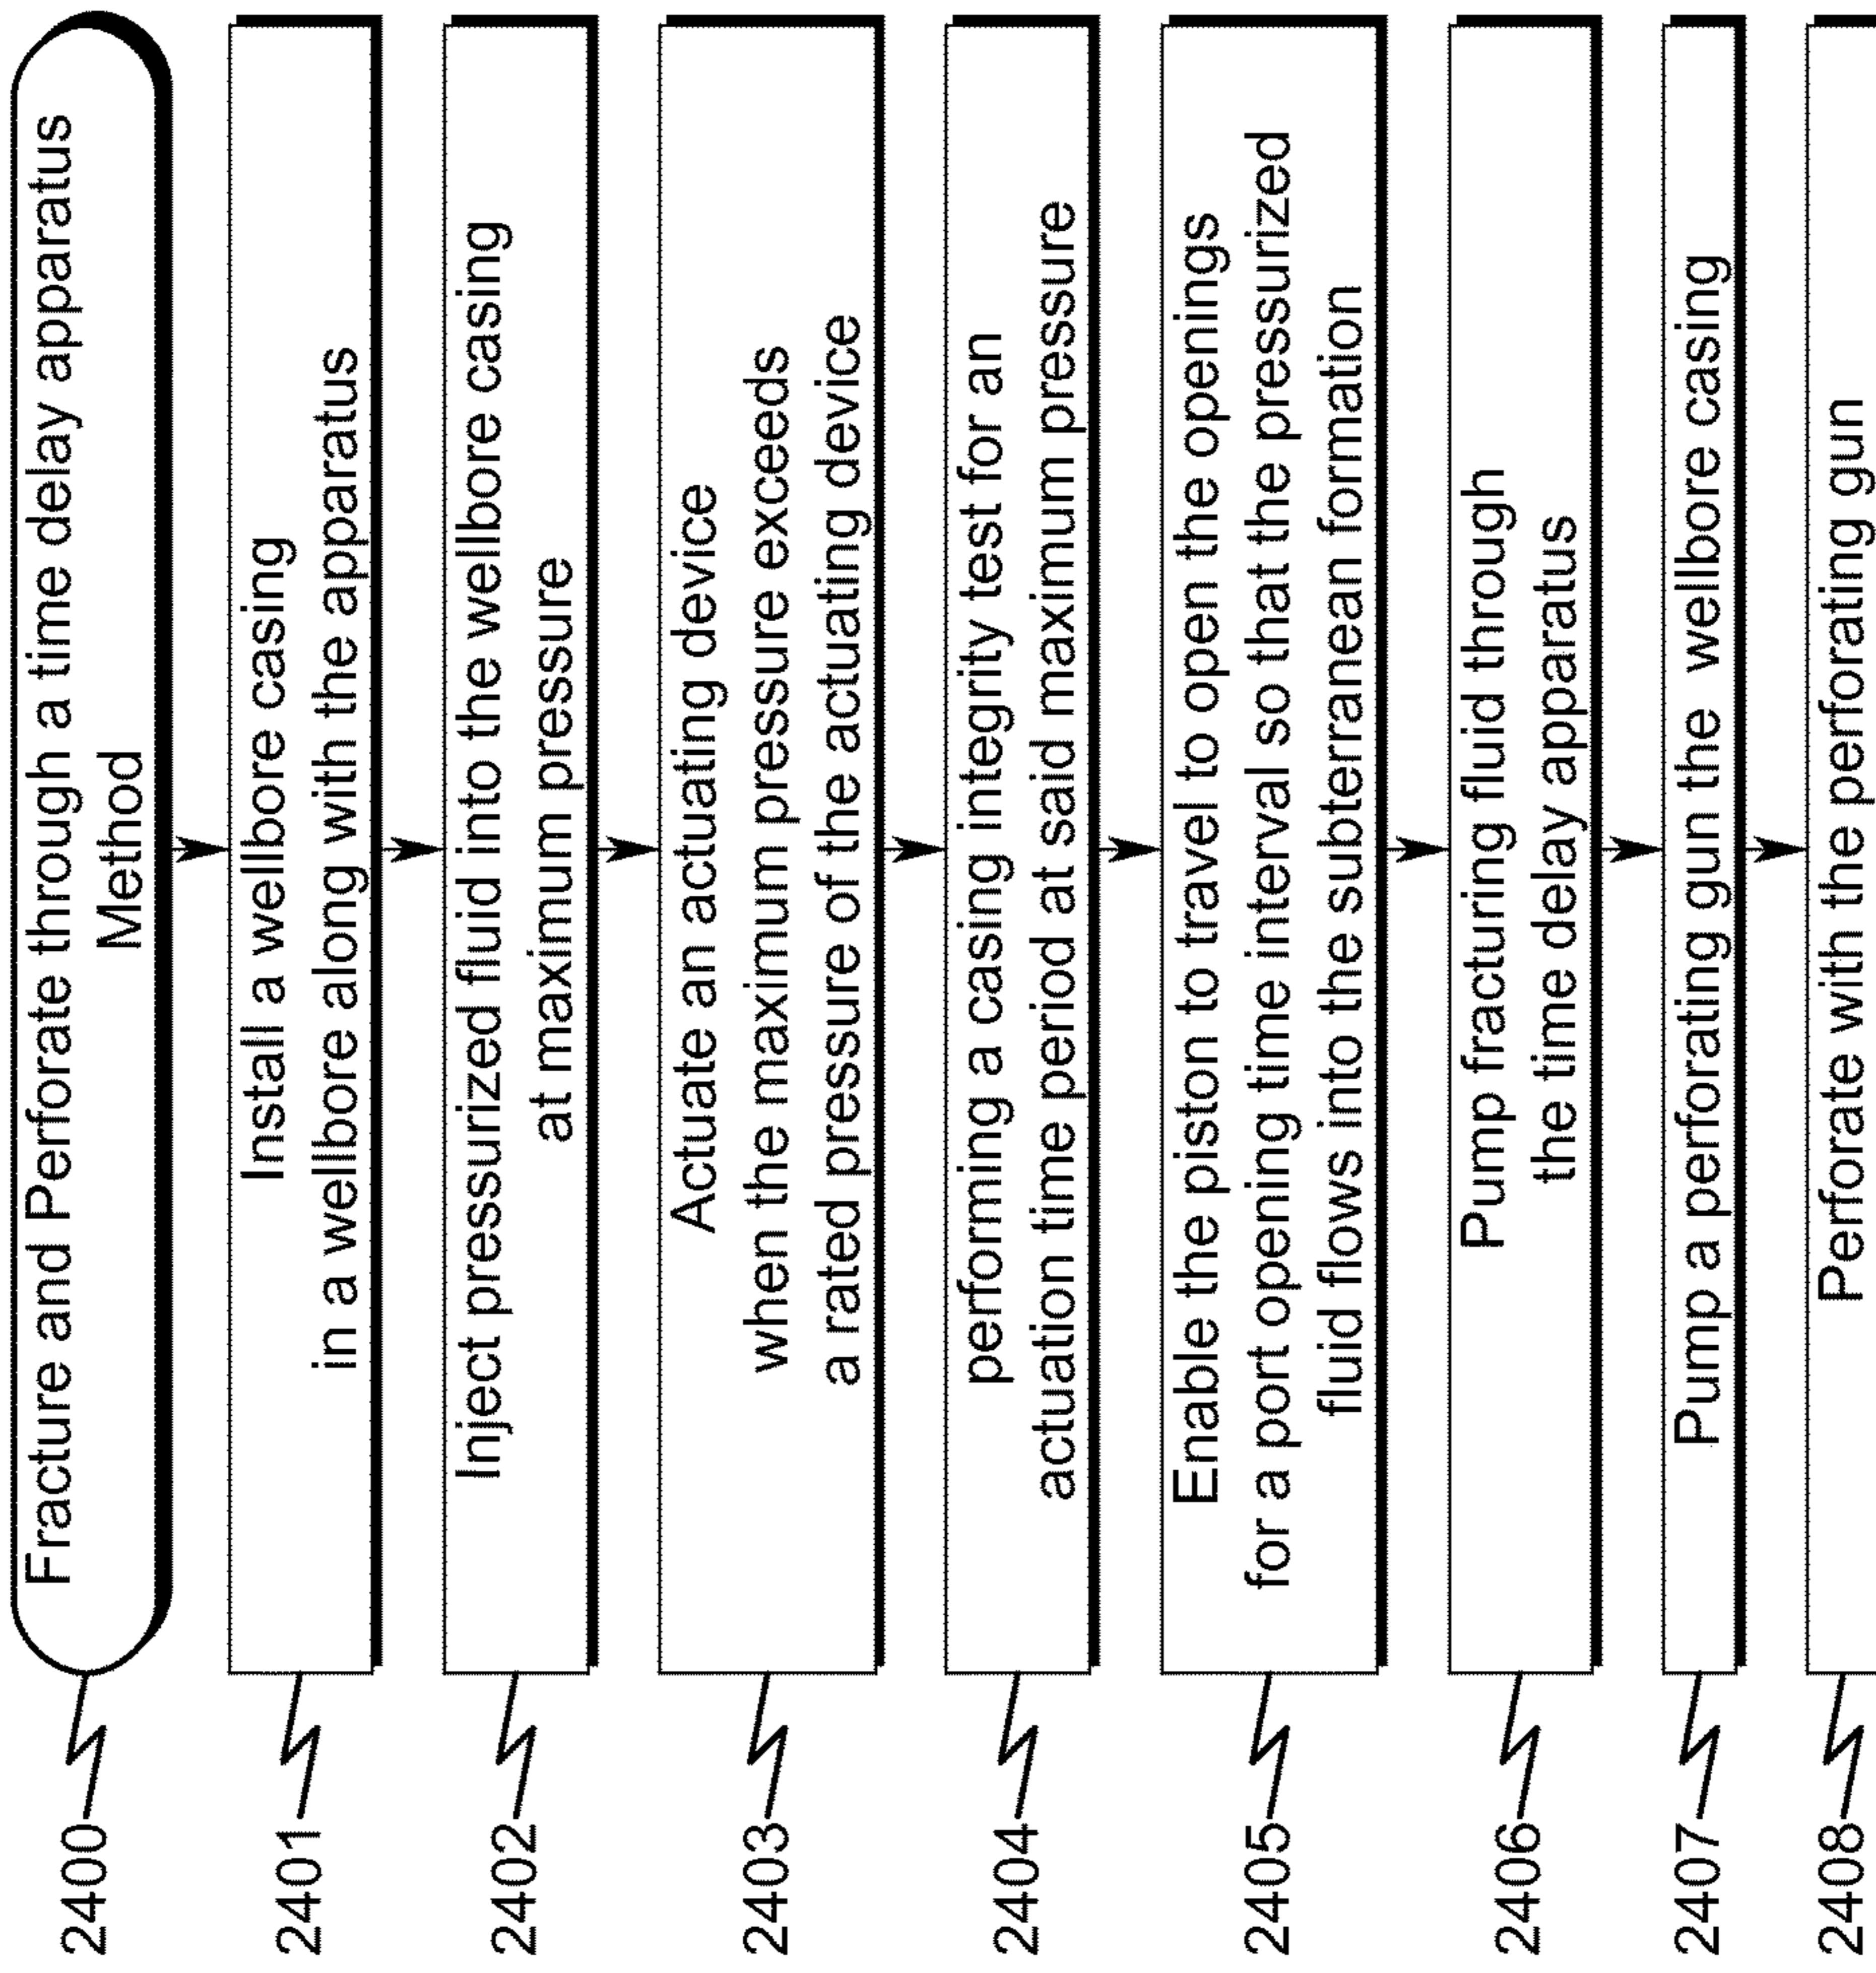 2400
Fracture and Perforate through a time delay apparatus
Method
2401
Install a wellbore casing
in a wellbore along with the apparatus
2402
Inject pressurized fluid into the wellbore casing
at maximum pressure
2403
Actuate an actuating device
when the maximum pressure exceeds
a rated pressure of the actuating device
2404
performing a casing integrity test for an
actuation time period at said maximum pressure
2405
Enable the piston to travel to open the openings
for a port opening time interval so that the pressurized
fluid flows into the subterranean formation
2406
Pump fracturing fluid through
the time delay apparatus
2407
Pump a perforating gun the wellbore casing
2408
Perforate with the perforating gun